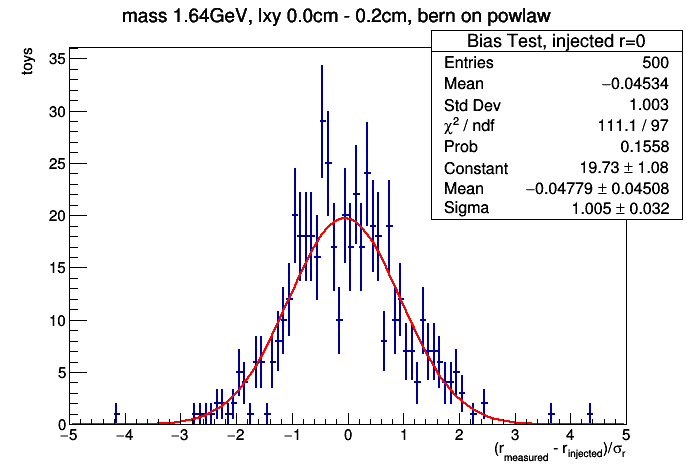 mass 1.64GeV, lxy 0.0cm - 0.2cm, bern on powlaw
Bias Test, injected r=0
Entries 500
Mean −0.04534
Std Dev 1.003
χ² / ndf 111.1 / 97
Prob 0.1558
Constant 19.73 ± 1.08
Mean −0.04779 ± 0.04508
Sigma 1.005 ± 0.032
toys
35
30
25
20
15
10
5
0
−5 −4 −3 −2 −1 0 1 2 3 4 5
(r_measured - r_injected)/σ_r